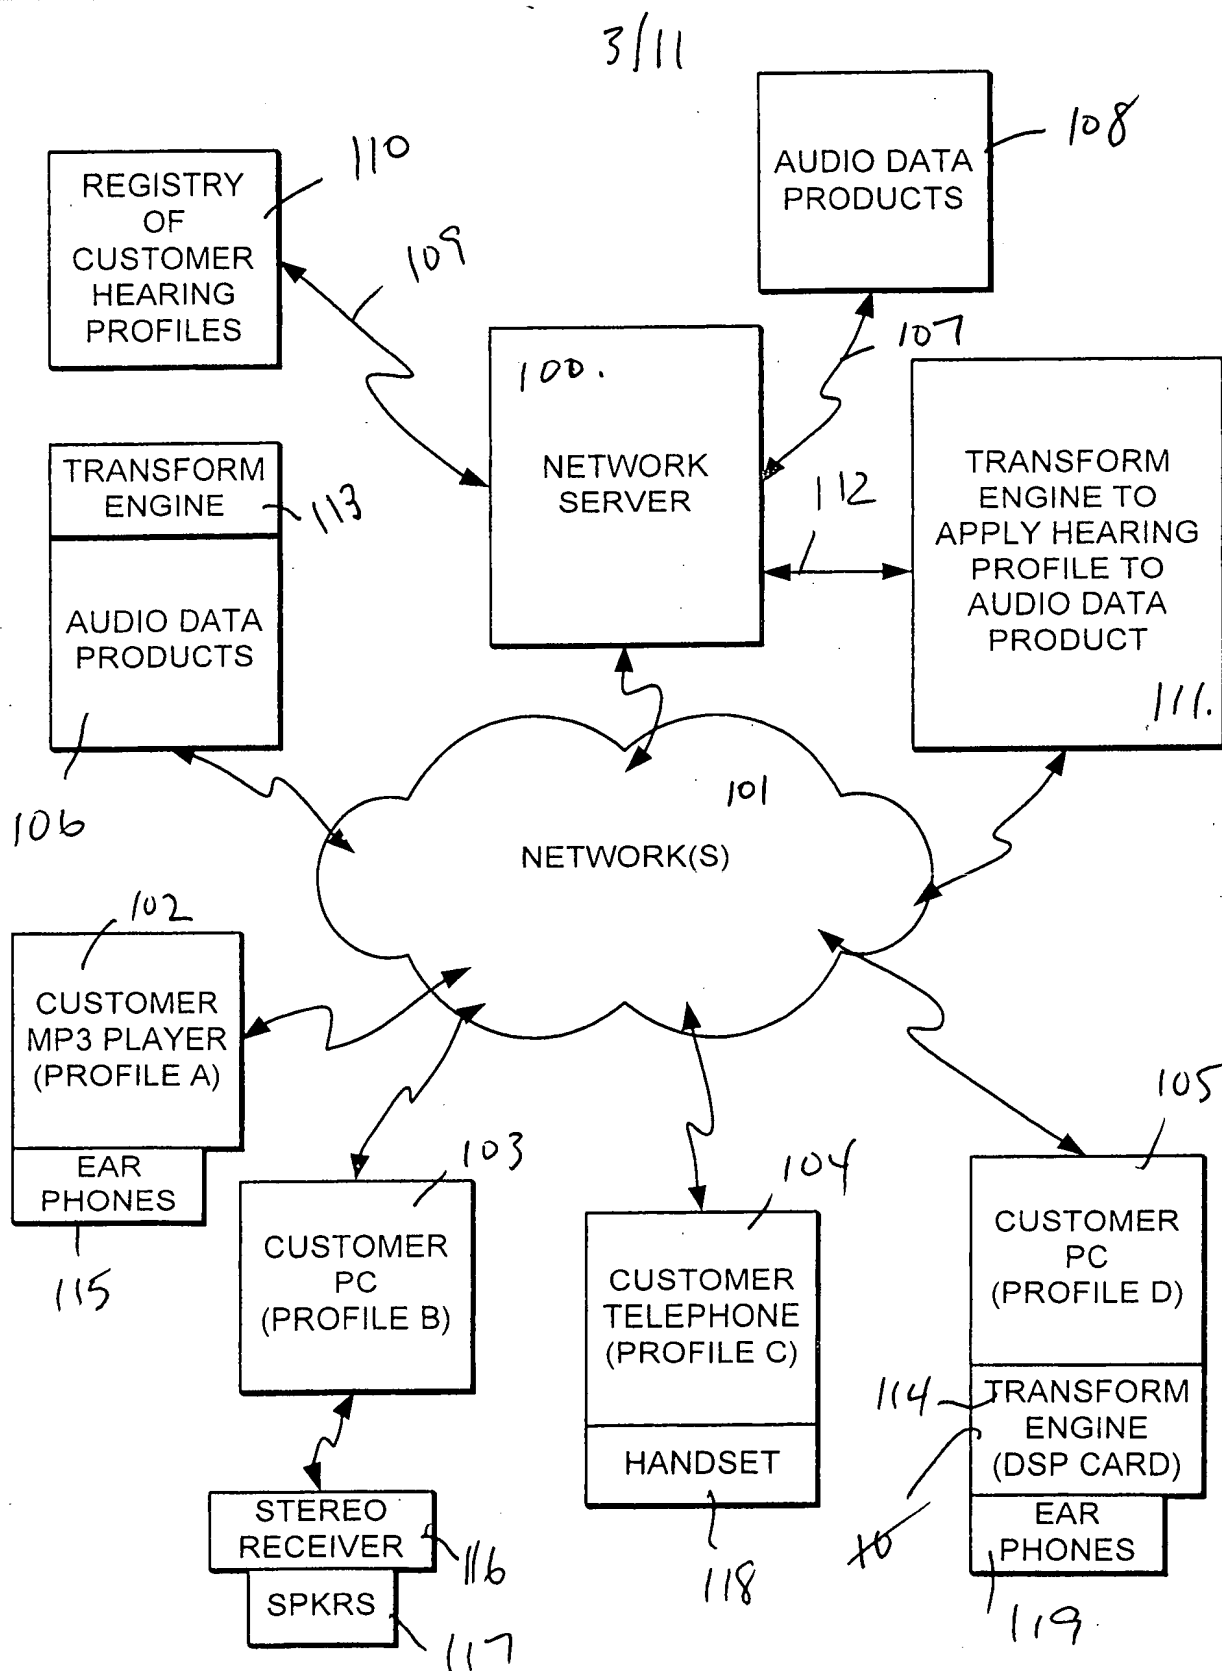 3/11
108
AUDIO DATA
PRODUCTS
110
REGISTRY
OF
CUSTOMER
HEARING
PROFILES
109
107
100.
NETWORK
SERVER
112
TRANSFORM
ENGINE TO
APPLY HEARING
PROFILE TO
AUDIO DATA
PRODUCT
111.
TRANSFORM
ENGINE
113
AUDIO DATA
PRODUCTS
106
101
NETWORK(S)
102
CUSTOMER
MP3 PLAYER
(PROFILE A)
EAR
PHONES
115
103
CUSTOMER
PC
(PROFILE B)
STEREO
RECEIVER
116
SPKRS
117
104
CUSTOMER
TELEPHONE
(PROFILE C)
HANDSET
118
105
CUSTOMER
PC
(PROFILE D)
114
TRANSFORM
ENGINE
(DSP CARD)
10
EAR
PHONES
119